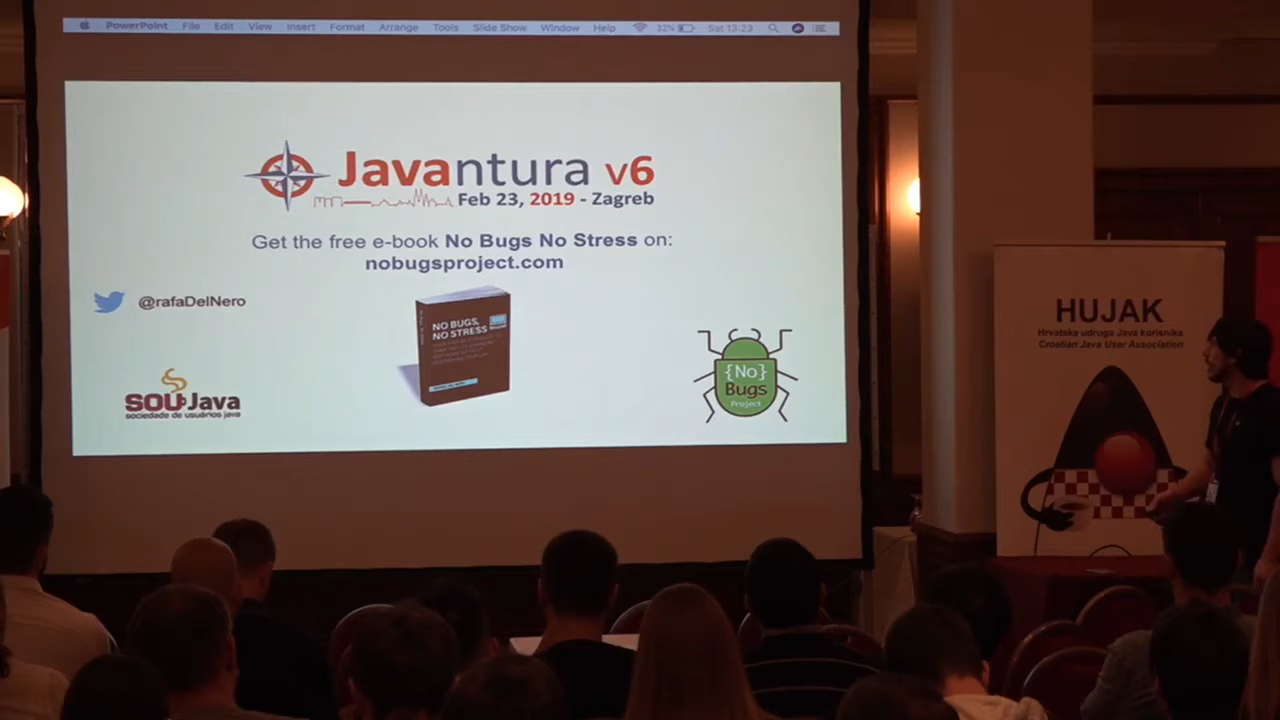 PowerPoint File Edit View Insert Format Arrange Tools Slide Show Window Help 32% Sat 13:23
Javantura v6
Feb 23, 2019 - Zagreb
Get the free e-book No Bugs No Stress on:
nobugsproject.com
@rafaDelNero
NO BUGS,
NO STRESS
{No}
Bugs
Project
SOUJava
sociedade de usuários java
HUJAK
Hrvatska udruga Java korisnika
Croatian Java User Association